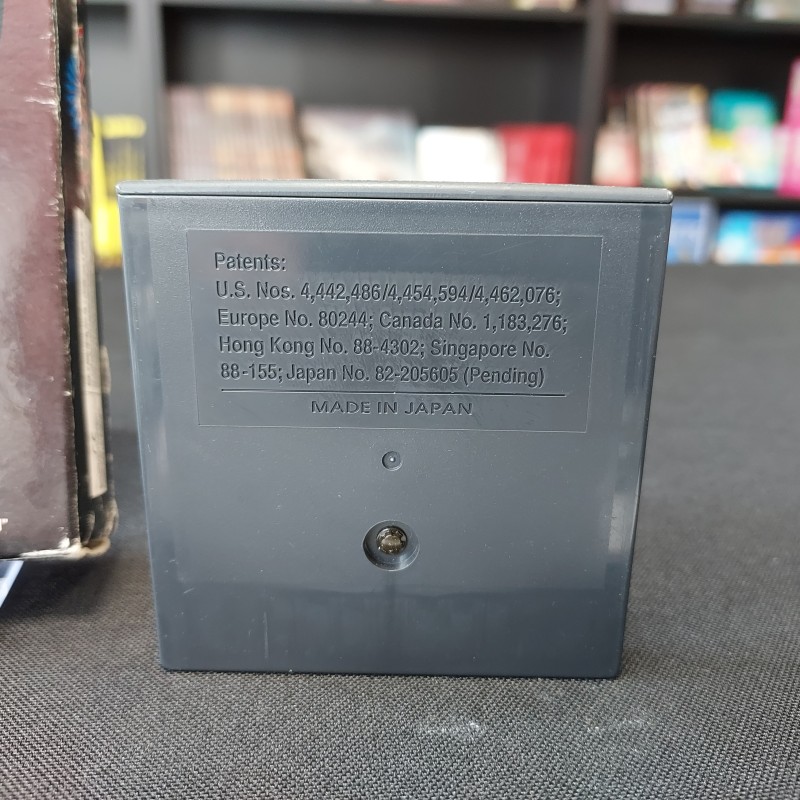 Patents:
U.S. Nos. 4,442,486/4,454,594/4,462,076;
Europe No. 80244; Canada No. 1,183,276;
Hong Kong No. 88-4302; Singapore No.
88-155; Japan No. 82-205605 (Pending)
MADE IN JAPAN